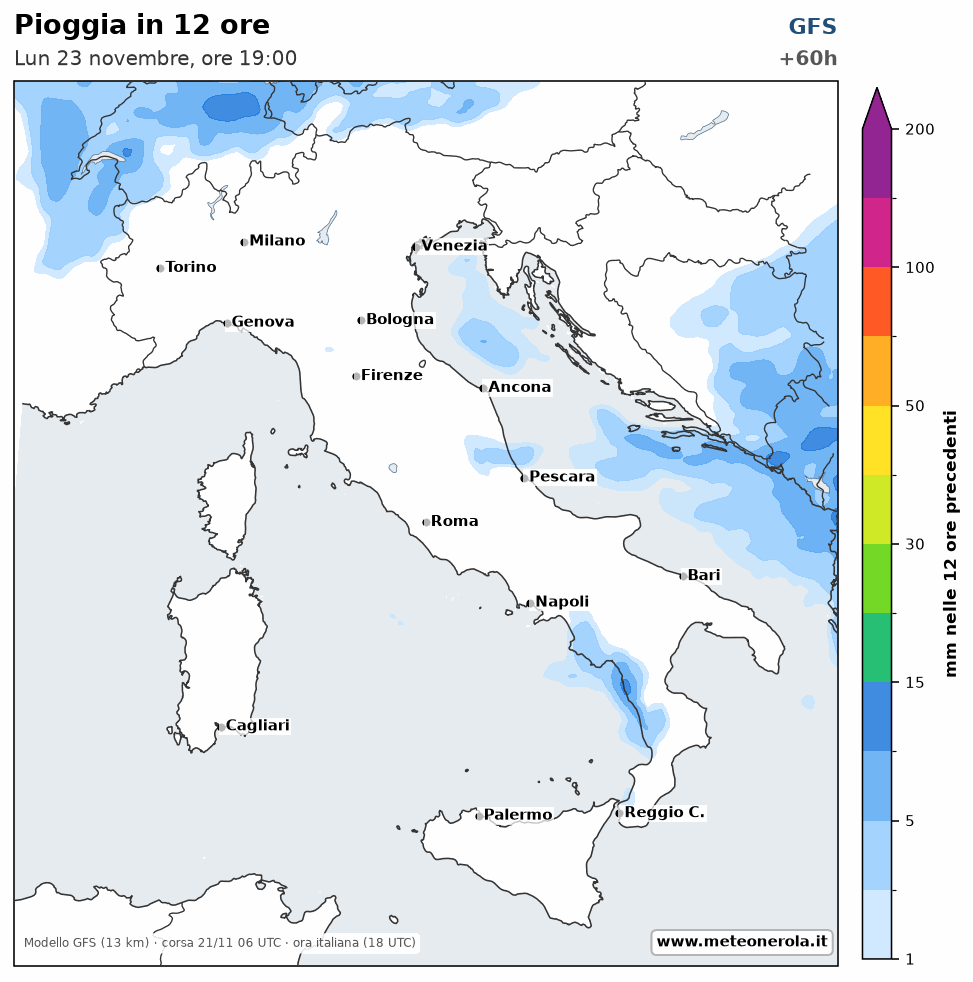 Pioggia in 12 ore
GFS
Lun 23 novembre, ore 19:00
+60h
200
100
50
30
15
5
1
mm nelle 12 ore precedenti
Venezia
Milano
Torino
Bologna
Genova
Firenze
Ancona
Pescara
Roma
Bari
Napoli
Cagliari
Reggio C.
Palermo
Modello GFS (13 km) · corsa 21/11 06 UTC · ora italiana (18 UTC)
www.meteonerola.it